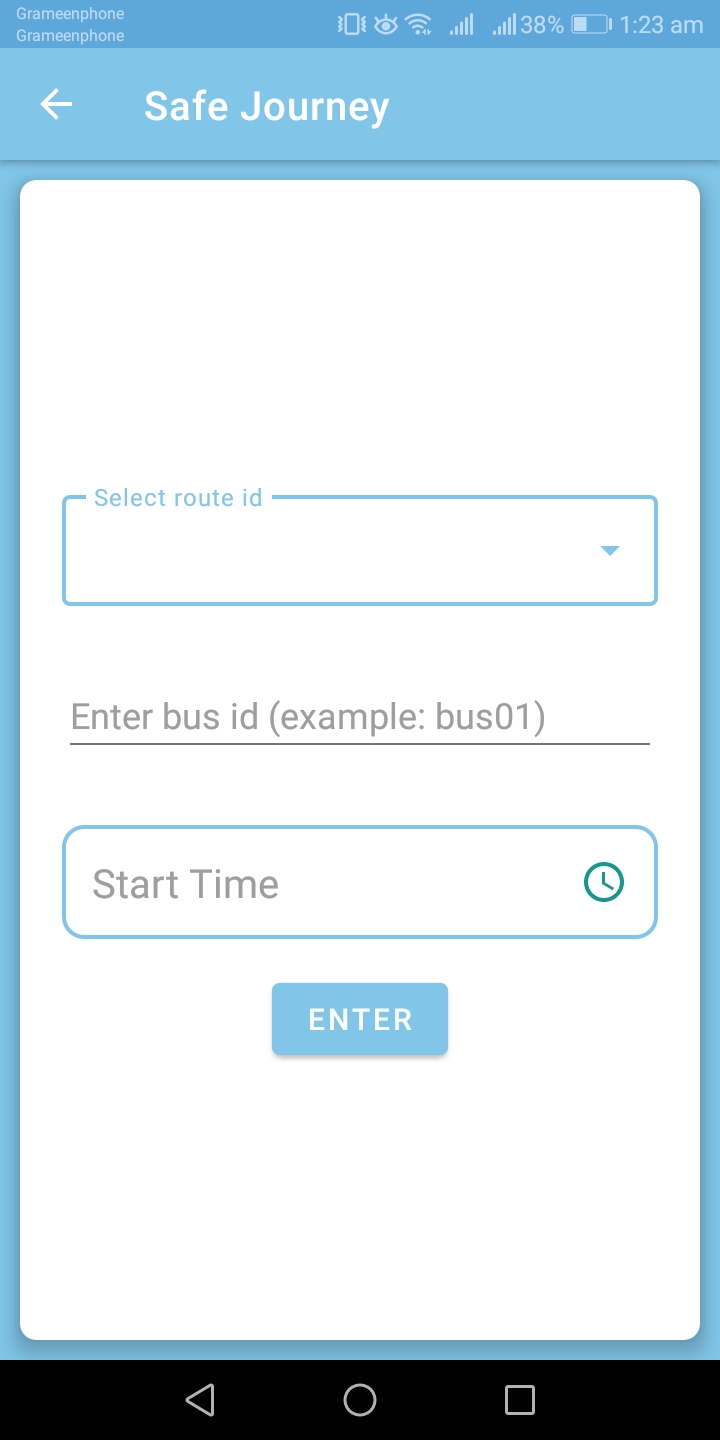 Grameenphone
Grameenphone
38% 1:23 am
Safe Journey
Select route id
Enter bus id (example: bus01)
Start Time
ENTER